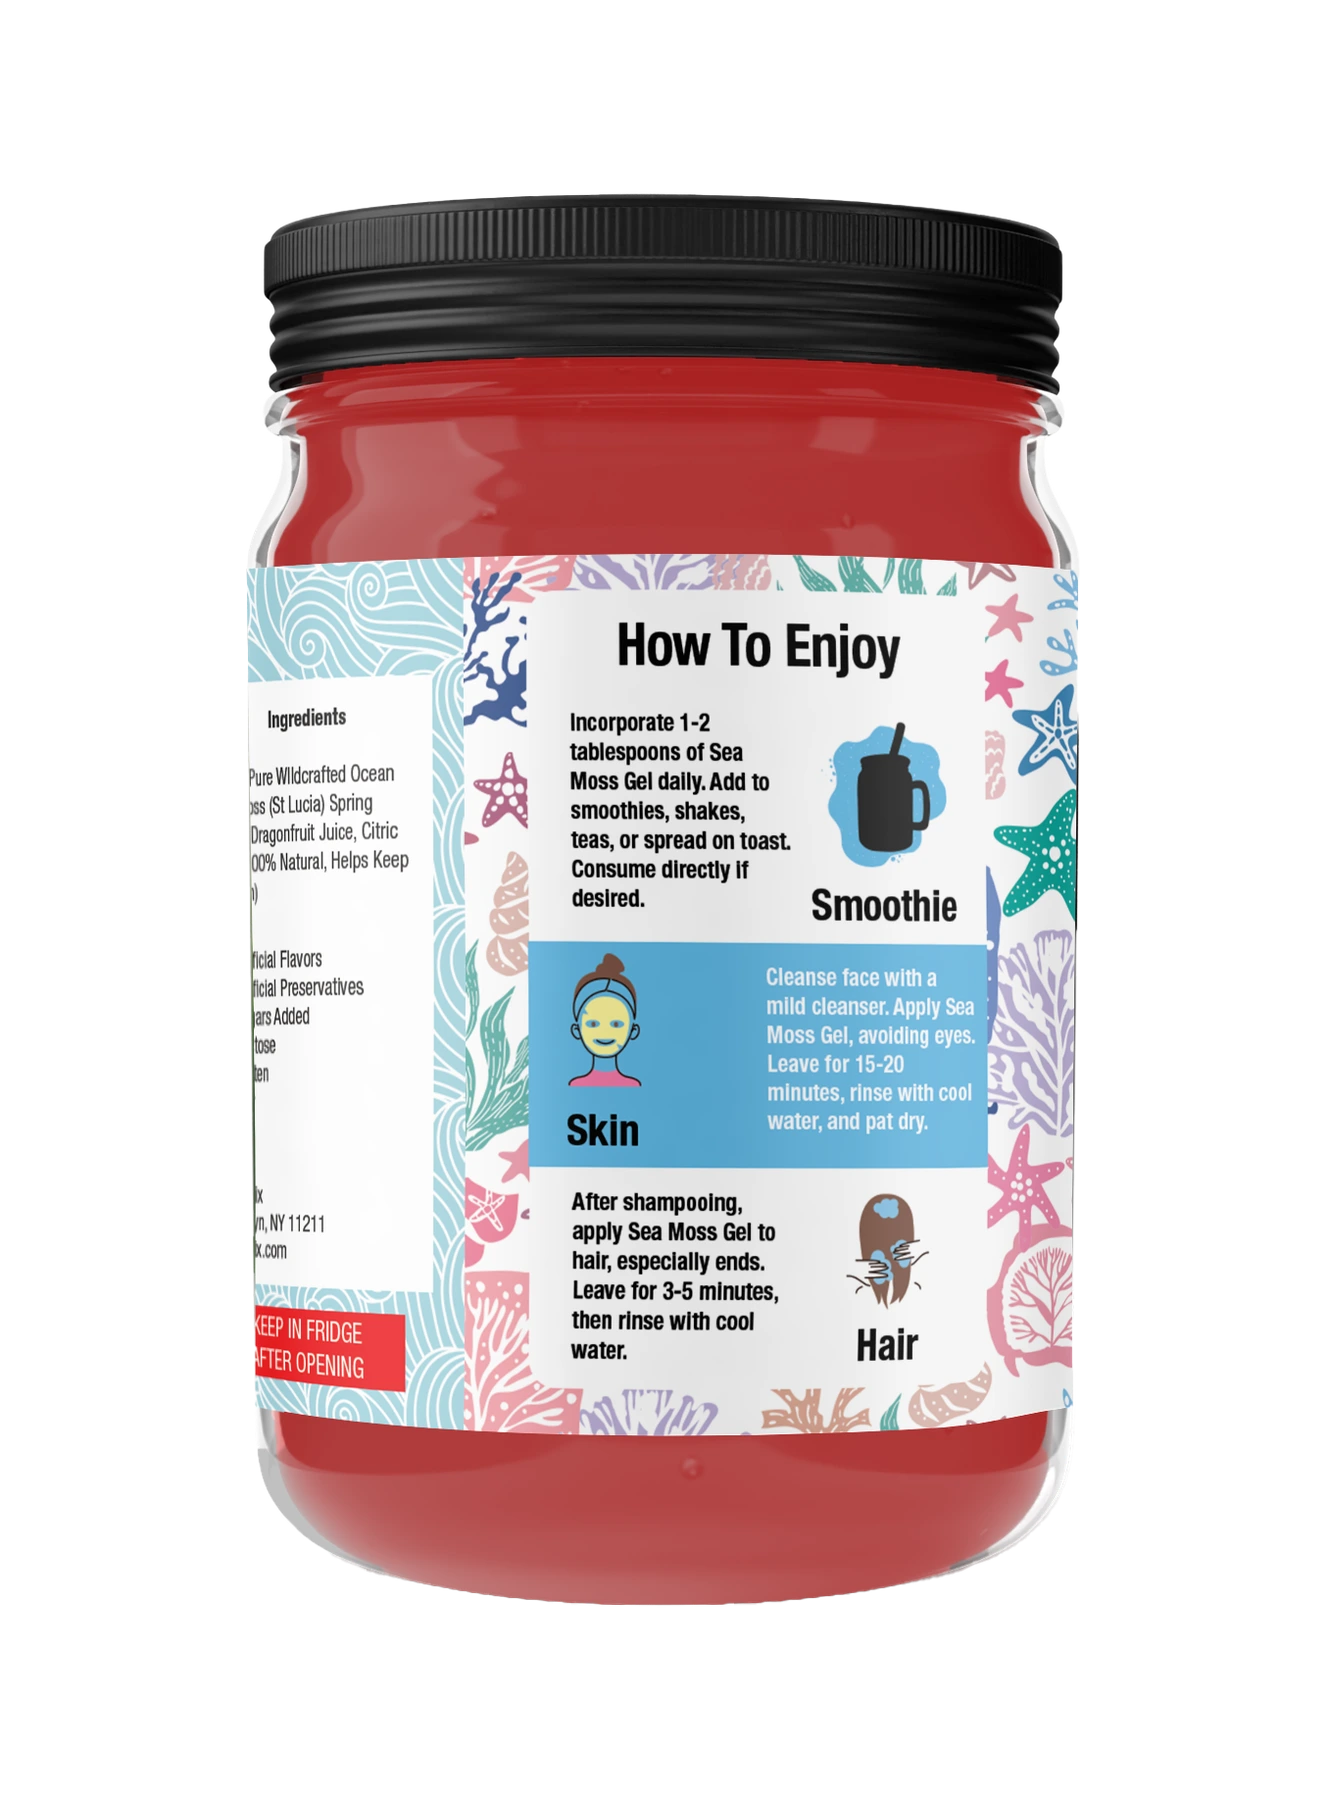 Ingredients
Pure WIldcrafted Ocean
(St Lucia) Spring
Dragonfruit Juice, Citric
Natural, Helps Keep
Flavors
Preservatives
Added
NY 11211
.com
KEEP IN FRIDGE
AFTER OPENING
How To Enjoy
Incorporate 1-2
tablespoons of Sea
Moss Gel daily. Add to
smoothies, shakes,
teas, or spread on toast.
Consume directly if
desired.
Smoothie
Cleanse face with a
mild cleanser. Apply Sea
Moss Gel, avoiding eyes.
Leave for 15-20
minutes, rinse with cool
water, and pat dry.
Skin
After shampooing,
apply Sea Moss Gel to
hair, especially ends.
Leave for 3-5 minutes,
then rinse with cool
water.
Hair